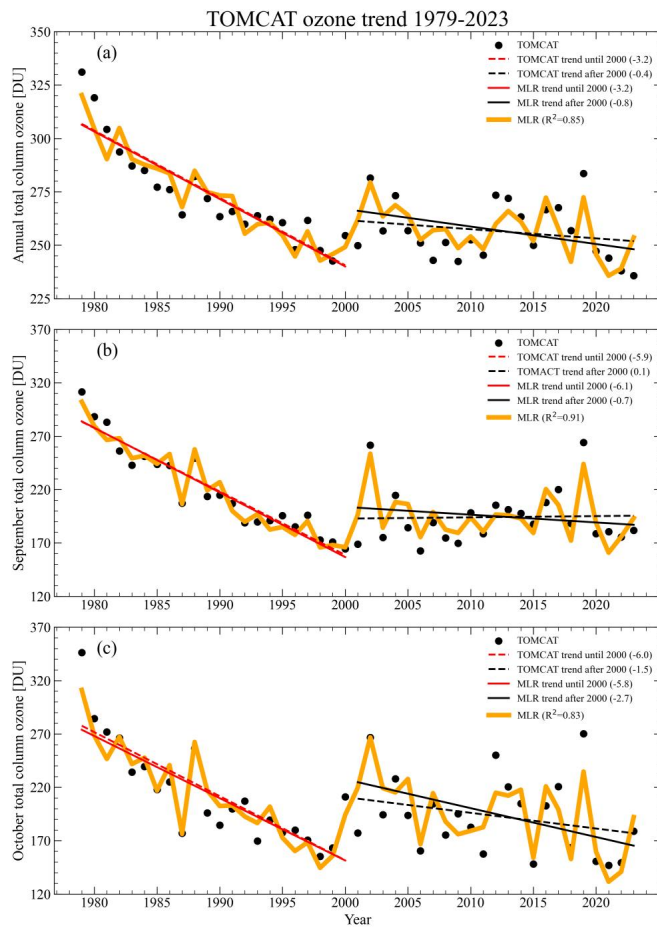 TOMCAT ozone trend 1979-2023
(a)
Annual total column ozone [DU]
350
325
300
275
250
225
TOMCAT
TOMCAT trend until 2000 (-3.2)
TOMCAT trend after 2000 (-0.4)
MLR trend until 2000 (-3.2)
MLR trend after 2000 (-0.8)
MLR (R²=0.85)
1980 1985 1990 1995 2000 2005 2010 2015 2020
(b)
September total column ozone [DU]
370
320
270
220
170
120
TOMCAT
TOMCAT trend until 2000 (-5.9)
TOMACT trend after 2000 (0.1)
MLR trend until 2000 (-6.1)
MLR trend after 2000 (-0.7)
MLR (R²=0.91)
1980 1985 1990 1995 2000 2005 2010 2015 2020
(c)
October total column ozone [DU]
370
320
270
220
170
120
TOMCAT
TOMCAT trend until 2000 (-6.0)
TOMCAT trend after 2000 (-1.5)
MLR trend until 2000 (-5.8)
MLR trend after 2000 (-2.7)
MLR (R²=0.83)
1980 1985 1990 1995 2000 2005 2010 2015 2020
Year